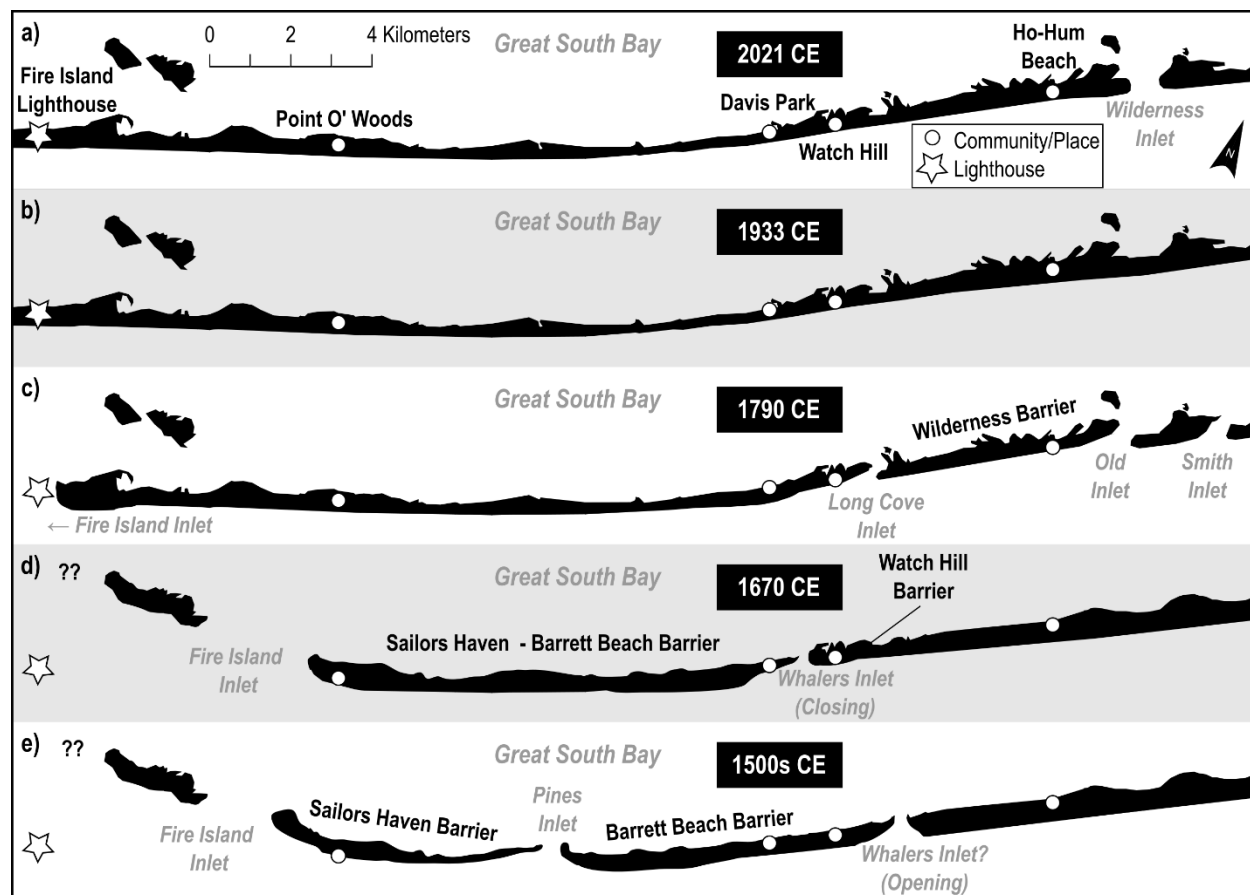 a)
0 2 4 Kilometers
Great South Bay
2021 CE
Ho-Hum
Beach
Fire Island
Lighthouse
Point O' Woods
Davis Park
Watch Hill
Wilderness
Inlet
Community/Place
Lighthouse
N
b)
Great South Bay
1933 CE
c)
Great South Bay
1790 CE
Wilderness Barrier
← Fire Island Inlet
Long Cove
Inlet
Old
Inlet
Smith
Inlet
d)
??
Great South Bay
1670 CE
Watch Hill
Barrier
Fire Island
Inlet
Sailors Haven - Barrett Beach Barrier
Whalers Inlet
(Closing)
e)
??
Great South Bay
1500s CE
Fire Island
Inlet
Sailors Haven Barrier
Pines
Inlet
Barrett Beach Barrier
Whalers Inlet?
(Opening)